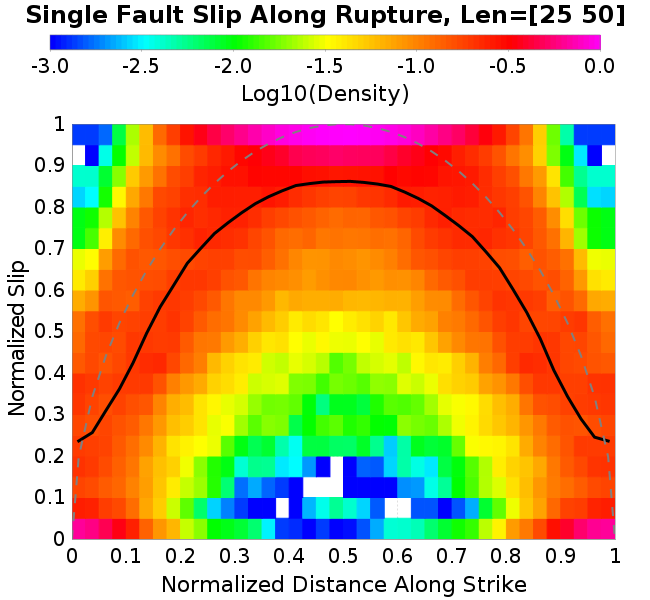 Single Fault Slip Along Rupture, Len=[25 50]
-3.0 -2.5 -2.0 -1.5 -1.0 -0.5 0.0
Log10(Density)
1
0.9
0.8
0.7
0.6
0.5
0.4
0.3
0.2
0.1
0
Normalized Slip
0 0.1 0.2 0.3 0.4 0.5 0.6 0.7 0.8 0.9 1
Normalized Distance Along Strike